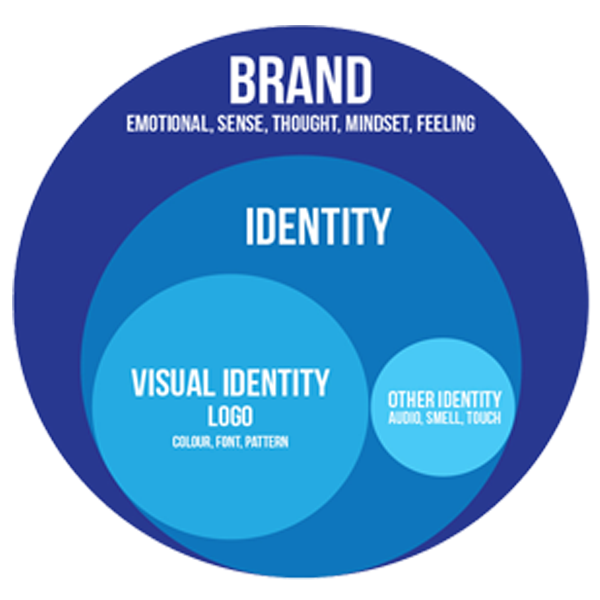 BRAND
EMOTIONAL, SENSE, THOUGHT, MINDSET, FEELING
IDENTITY
VISUAL IDENTITY
LOGO
COLOUR, FONT, PATTERN
OTHER IDENTITY
AUDIO, SMELL, TOUCH